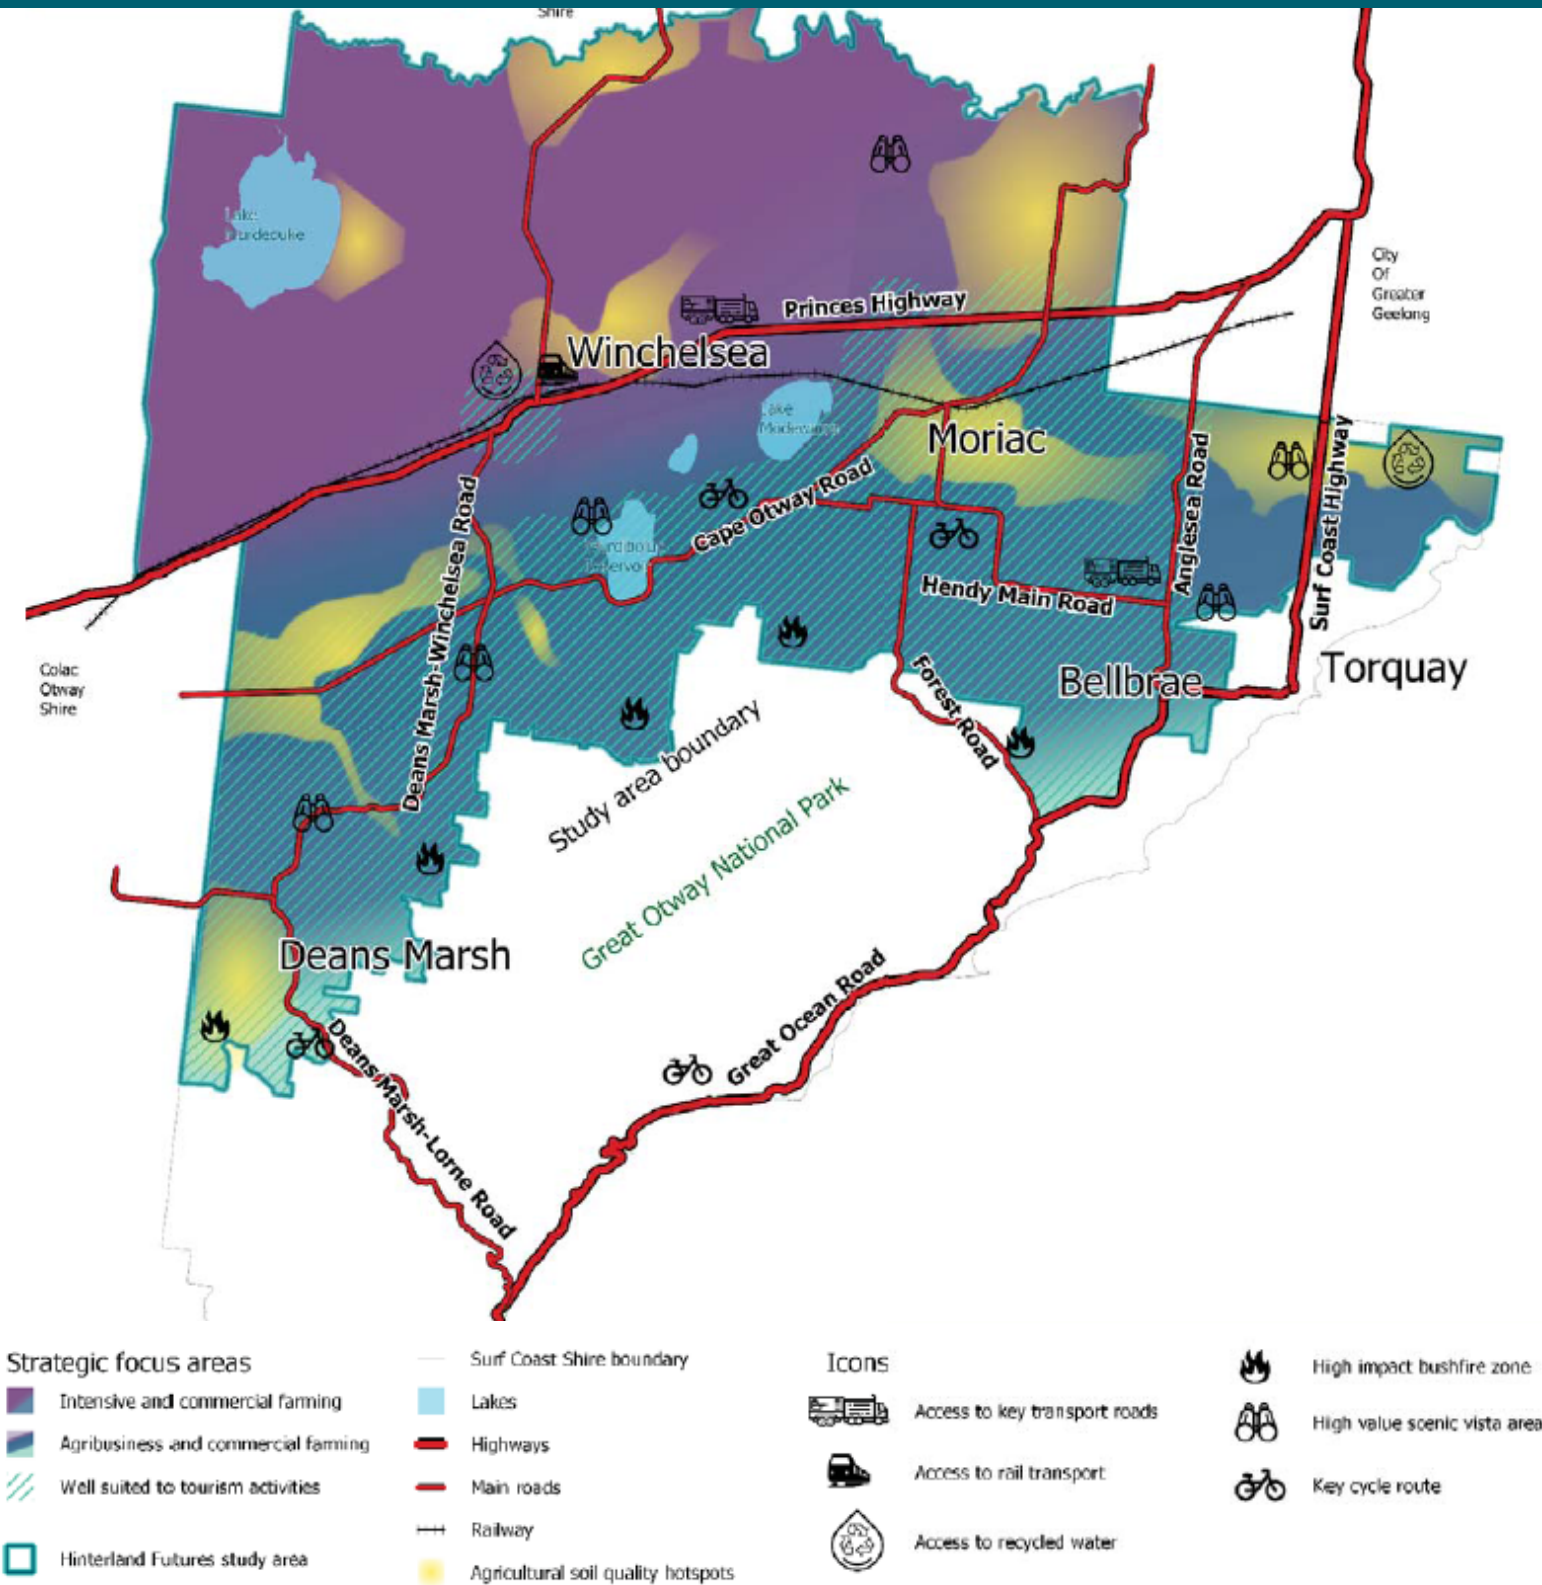 Shire
Lake
Murdeduke
City
Of
Greater
Geelong
Princes Highway
Winchelsea
Lake
Modewarre
Moriac
Surf Coast Highway
Anglesea Road
Deans Marsh-Winchelsea Road
Cape Otway Road
Hendy Main Road
Colac
Otway
Shire
Bellbrae
Torquay
Forest Road
Study area boundary
Great Otway National Park
Deans Marsh
Great Ocean Road
Deans Marsh-Lorne Road
Strategic focus areas
Intensive and commercial farming
Agribusiness and commercial farming
Well suited to tourism activities
Hinterland Futures study area
Surf Coast Shire boundary
Lakes
Highways
Main roads
Railway
Agricultural soil quality hotspots
Icons
Access to key transport roads
Access to rail transport
Access to recycled water
High impact bushfire zone
High value scenic vista area
Key cycle route